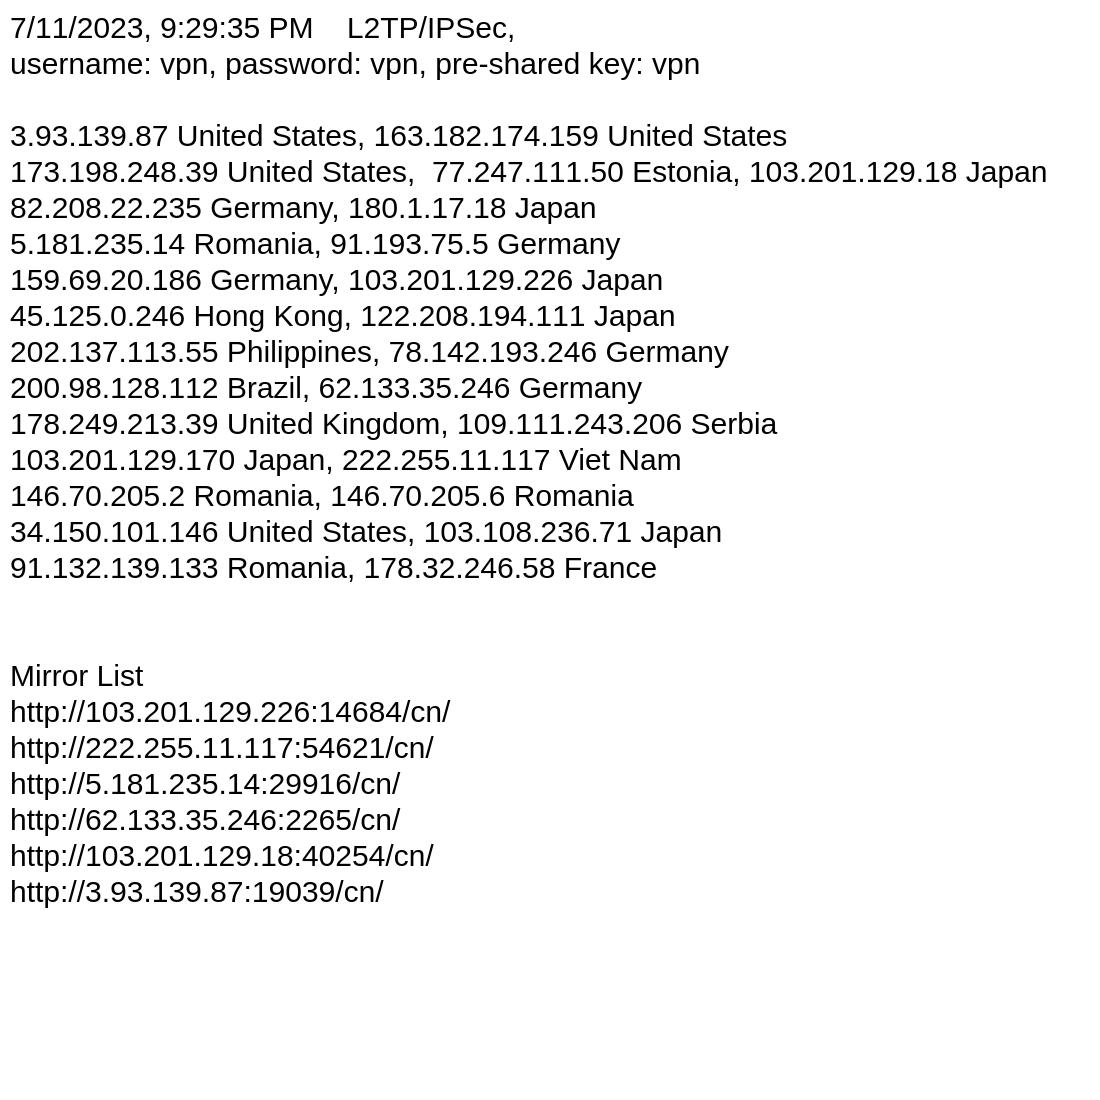 7/11/2023, 9:29:35 PM    L2TP/IPSec,
username: vpn, password: vpn, pre-shared key: vpn
3.93.139.87 United States, 163.182.174.159 United States
173.198.248.39 United States,  77.247.111.50 Estonia, 103.201.129.18 Japan
82.208.22.235 Germany, 180.1.17.18 Japan
5.181.235.14 Romania, 91.193.75.5 Germany
159.69.20.186 Germany, 103.201.129.226 Japan
45.125.0.246 Hong Kong, 122.208.194.111 Japan
202.137.113.55 Philippines, 78.142.193.246 Germany
200.98.128.112 Brazil, 62.133.35.246 Germany
178.249.213.39 United Kingdom, 109.111.243.206 Serbia
103.201.129.170 Japan, 222.255.11.117 Viet Nam
146.70.205.2 Romania, 146.70.205.6 Romania
34.150.101.146 United States, 103.108.236.71 Japan
91.132.139.133 Romania, 178.32.246.58 France
Mirror List
http://103.201.129.226:14684/cn/
http://222.255.11.117:54621/cn/
http://5.181.235.14:29916/cn/
http://62.133.35.246:2265/cn/
http://103.201.129.18:40254/cn/
http://3.93.139.87:19039/cn/